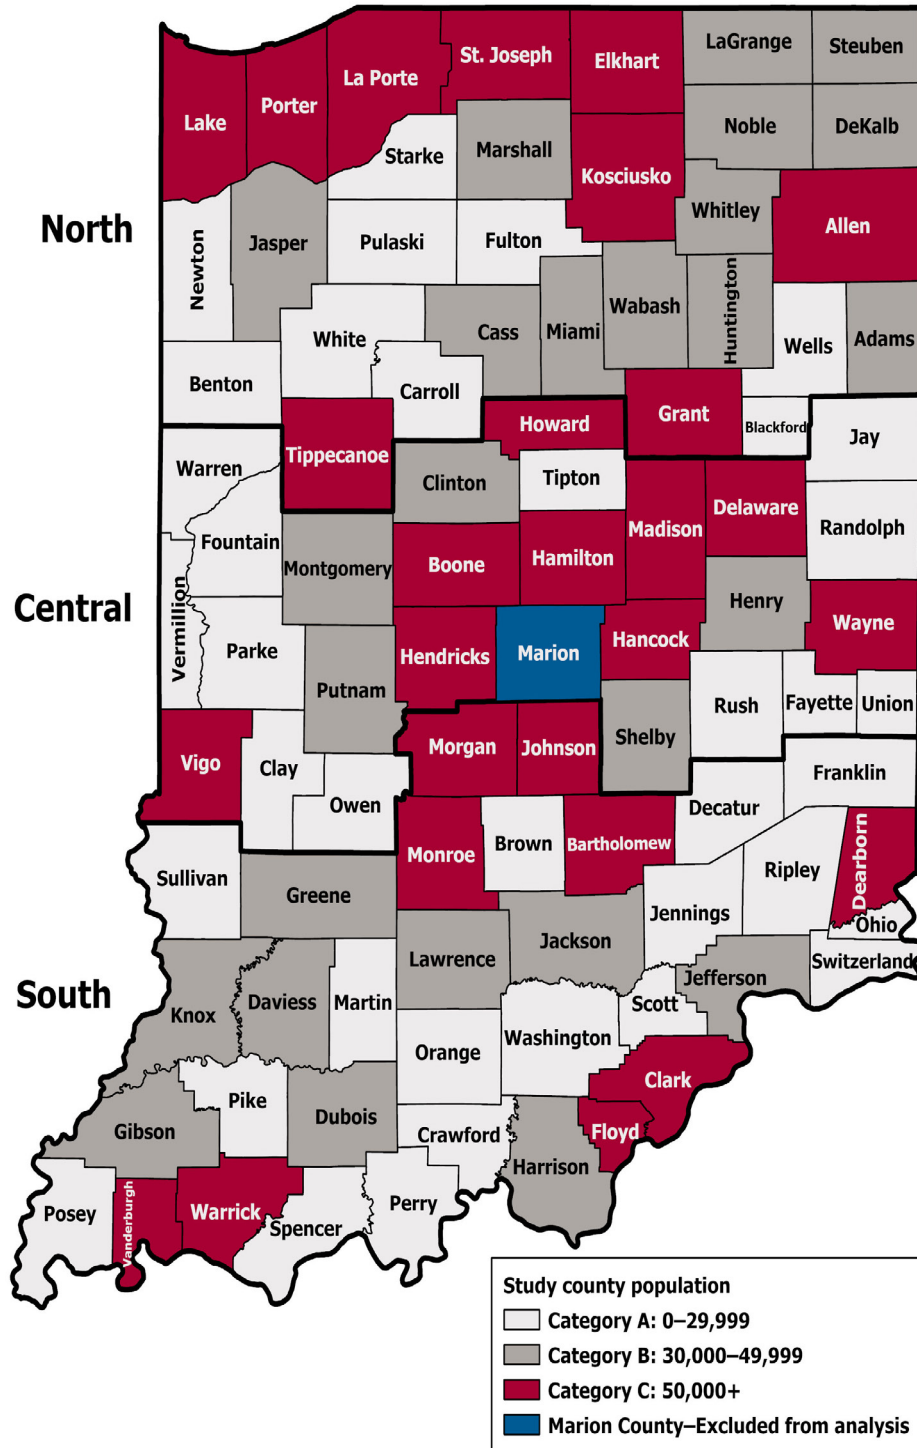 LaGrange
Steuben
St. Joseph
Elkhart
La Porte
Porter
Lake
Noble
DeKalb
Starke
Marshall
Kosciusko
Whitley
Allen
North
Newton
Jasper
Pulaski
Fulton
Wabash
Huntington
White
Cass
Miami
Wells
Adams
Benton
Carroll
Grant
Howard
Blackford
Jay
Tippecanoe
Warren
Clinton
Tipton
Madison
Delaware
Randolph
Fountain
Montgomery
Boone
Hamilton
Central
Vermillion
Henry
Wayne
Parke
Hendricks
Marion
Hancock
Putnam
Rush
Fayette
Union
Vigo
Clay
Morgan
Johnson
Shelby
Franklin
Owen
Decatur
Monroe
Brown
Bartholomew
Dearborn
Sullivan
Greene
Ripley
Jennings
Ohio
Jackson
Lawrence
Switzerland
South
Knox
Daviess
Martin
Scott
Jefferson
Orange
Washington
Clark
Pike
Dubois
Gibson
Crawford
Floyd
Harrison
Posey
Vanderburgh
Warrick
Spencer
Perry
Study county population
Category A: 0–29,999
Category B: 30,000–49,999
Category C: 50,000+
Marion County–Excluded from analysis